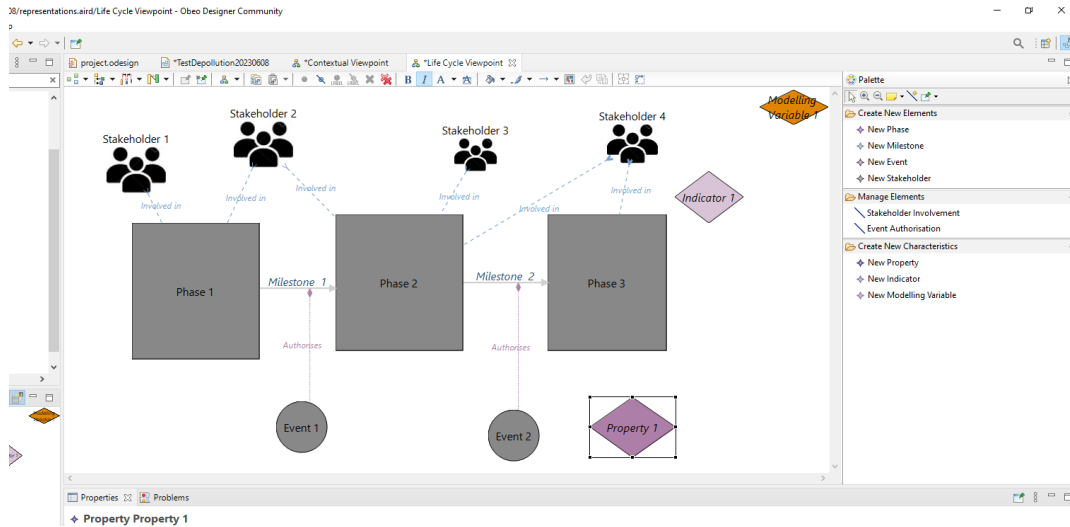 08/representations.aird/Life Cycle Viewpoint - Obeo Designer Community
project.odesign
*TestDepollution20230608
*Contextual Viewpoint
*Life Cycle Viewpoint
B I A
Palette
Create New Elements
New Phase
New Milestone
New Event
New Stakeholder
Manage Elements
Stakeholder Involvement
Event Authorisation
Create New Characteristics
New Property
New Indicator
New Modelling Variable
Modelling
Variable 1
Stakeholder 1
Stakeholder 2
Stakeholder 3
Stakeholder 4
Involved in
Involved in
Involved in
Involved in
Involved in
Involved in
Indicator 1
Phase 1
Milestone 1
Phase 2
Milestone 2
Phase 3
Authorises
Authorises
Event 1
Event 2
Property 1
Properties
Problems
Property Property 1